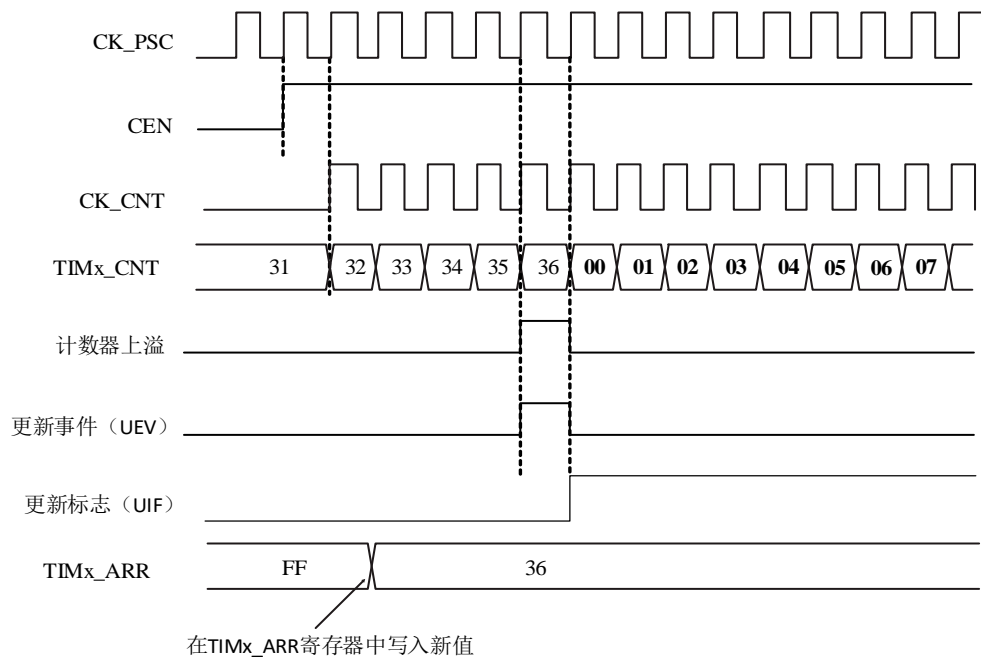 CK_PSC
CEN
CK_CNT
TIMx_CNT 31 32 33 34 35 36 00 01 02 03 04 05 06 07
计数器上溢
更新事件（UEV）
更新标志（UIF）
TIMx_ARR FF 36
在TIMx_ARR寄存器中写入新值